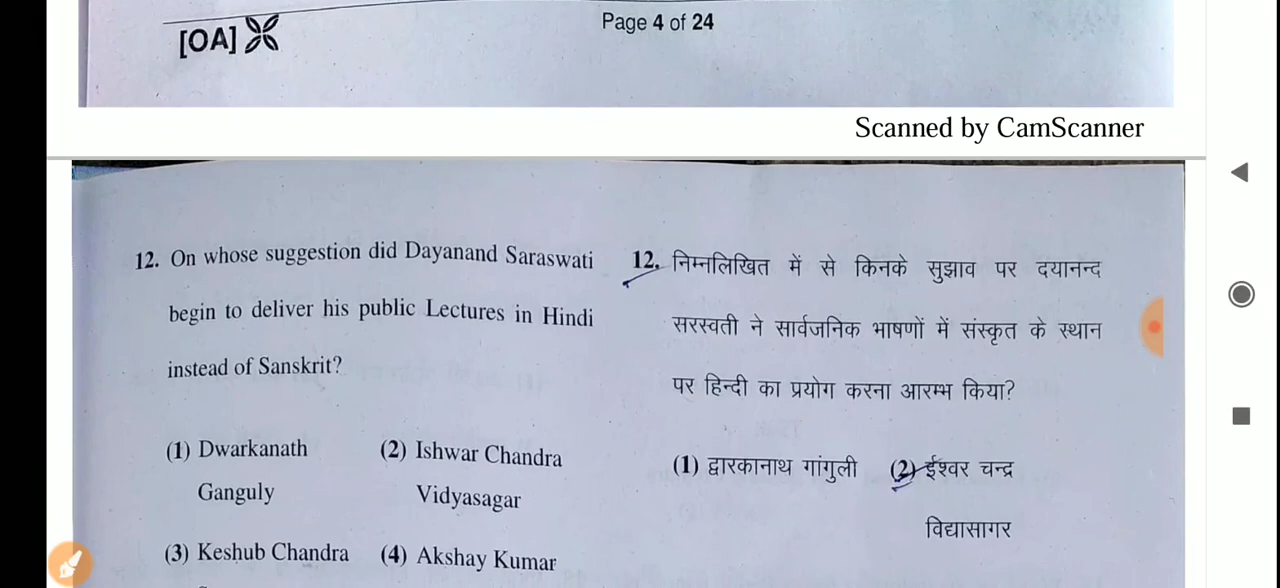 [OA]
Page 4 of 24
Scanned by CamScanner
12. On whose suggestion did Dayanand Saraswati
begin to deliver his public Lectures in Hindi
instead of Sanskrit?
(1) Dwarkanath
Ganguly
(2) Ishwar Chandra
Vidyasagar
(3) Keshub Chandra
(4) Akshay Kumar
12. निम्नलिखित में से किनके सुझाव पर दयानन्द
सरस्वती ने सार्वजनिक भाषणों में संस्कृत के स्थान
पर हिन्दी का प्रयोग करना आरम्भ किया?
(1) द्वारकानाथ गांगुली
(2) ईश्वर चन्द्र
विद्यासागर